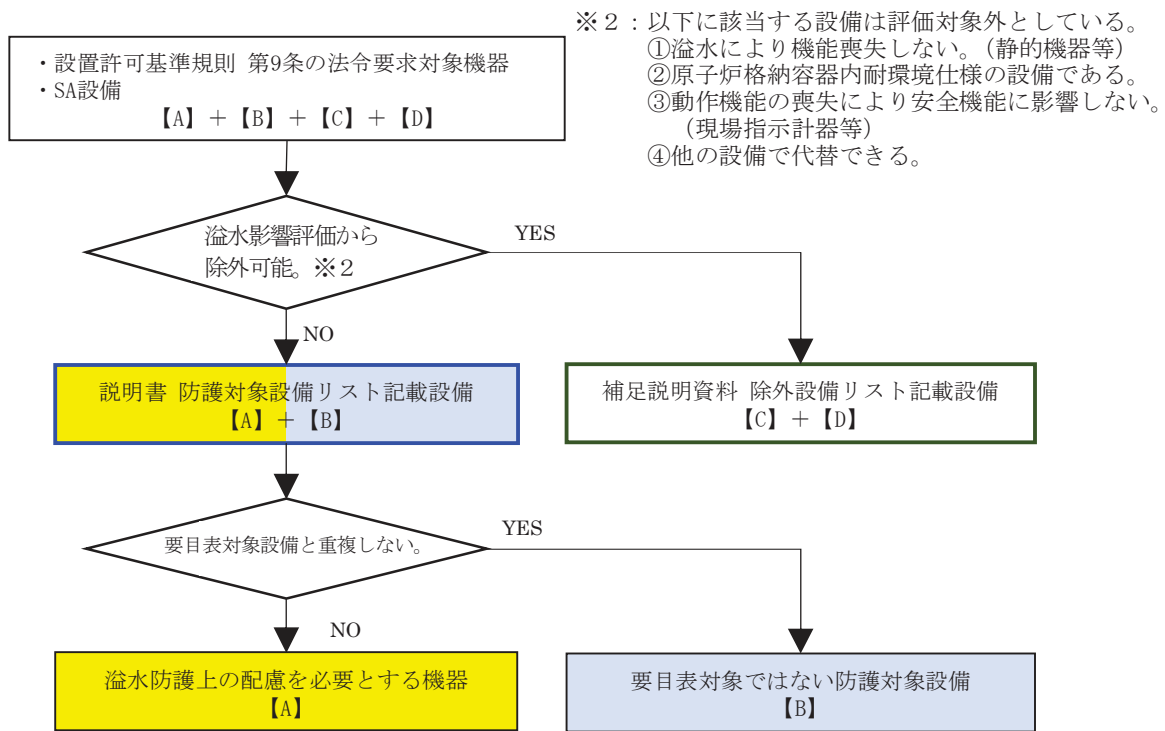 ※２：以下に該当する設備は評価対象外としている。
①溢水により機能喪失しない。（静的機器等）
②原子炉格納容器内耐環境仕様の設備である。
③動作機能の喪失により安全機能に影響しない。
（現場指示計器等）
④他の設備で代替できる。
・設置許可基準規則 第9条の法令要求対象機器
・SA設備
【A】＋【B】＋【C】＋【D】
溢水影響評価から
除外可能。※２
YES
NO
説明書 防護対象設備リスト記載設備
【A】＋【B】
補足説明資料 除外設備リスト記載設備
【C】＋【D】
要目表対象設備と重複しない。
YES
NO
溢水防護上の配慮を必要とする機器
【A】
要目表対象ではない防護対象設備
【B】